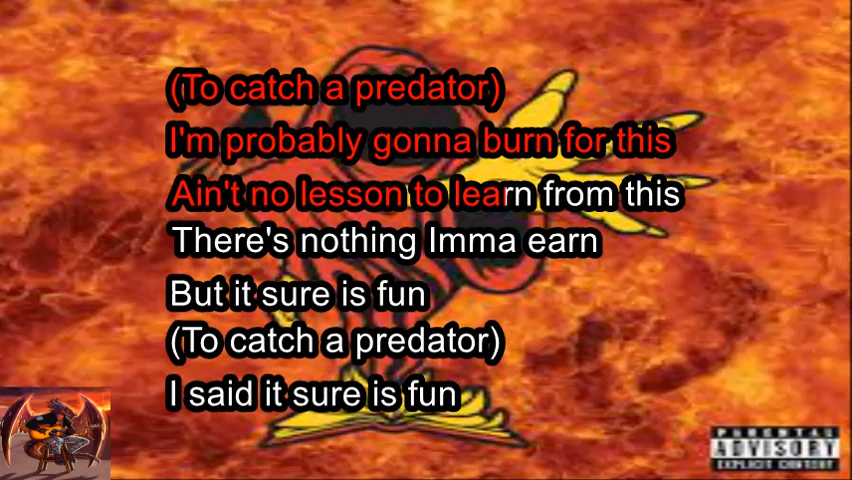 (To catch a predator)
I'm probably gonna burn for this
Ain't no lesson to learn from this
There's nothing Imma earn
But it sure is fun
(To catch a predator)
I said it sure is fun
PARENTAL
ADVISORY
EXPLICIT CONTENT